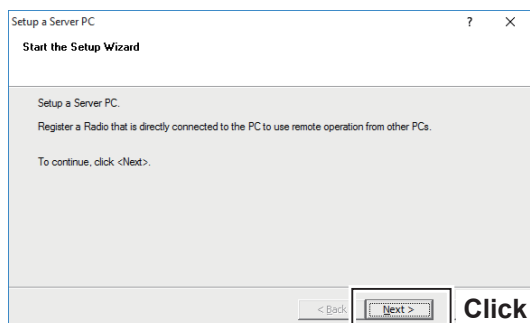 Setup a Server PC
? X
Start the Setup Wizard
Setup a Server PC.
Register a Radio that is directly connected to the PC to use remote operation from other PCs.
To continue, click <Next>.
< Back Next > Click